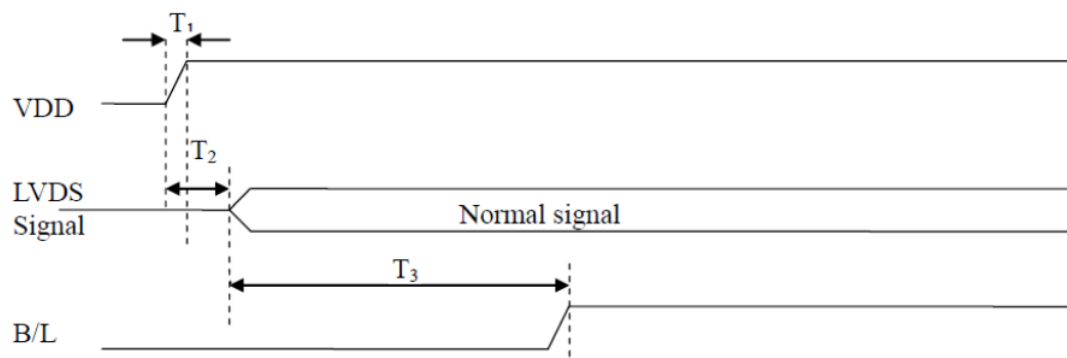 T₁
VDD
T₂
LVDS
Signal
Normal signal
T₃
B/L